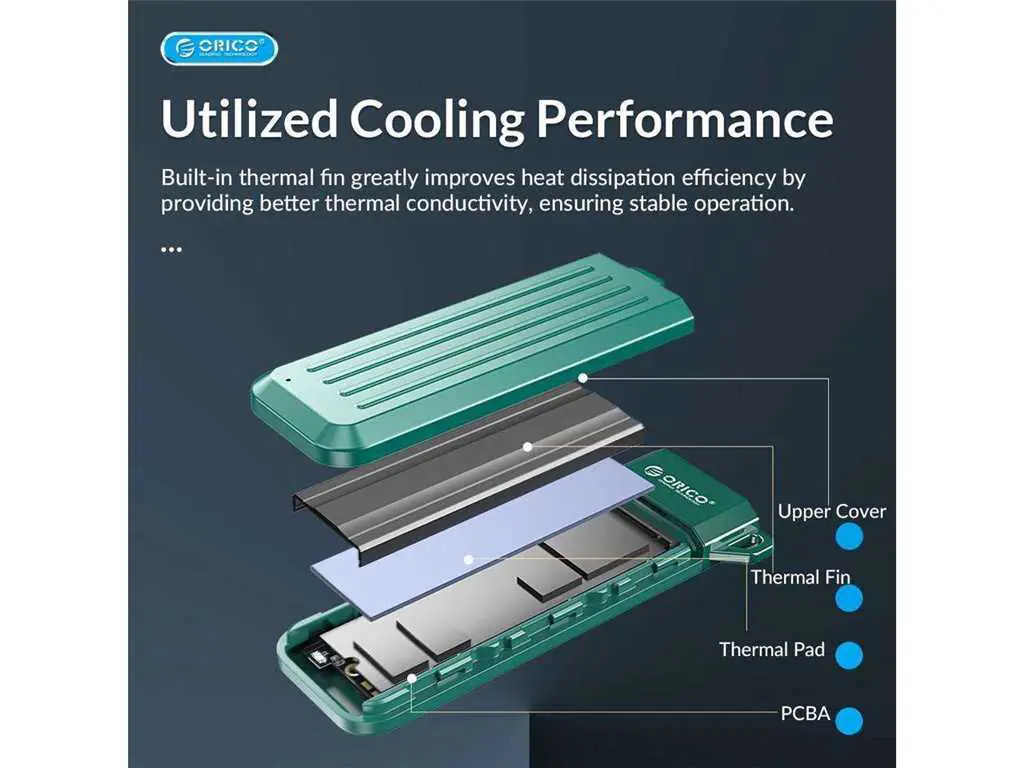 ORICO®
Utilized Cooling Performance
Built-in thermal fin greatly improves heat dissipation efficiency by
providing better thermal conductivity, ensuring stable operation.
...
ORICO®
Upper Cover
Thermal Fin
Thermal Pad
PCBA